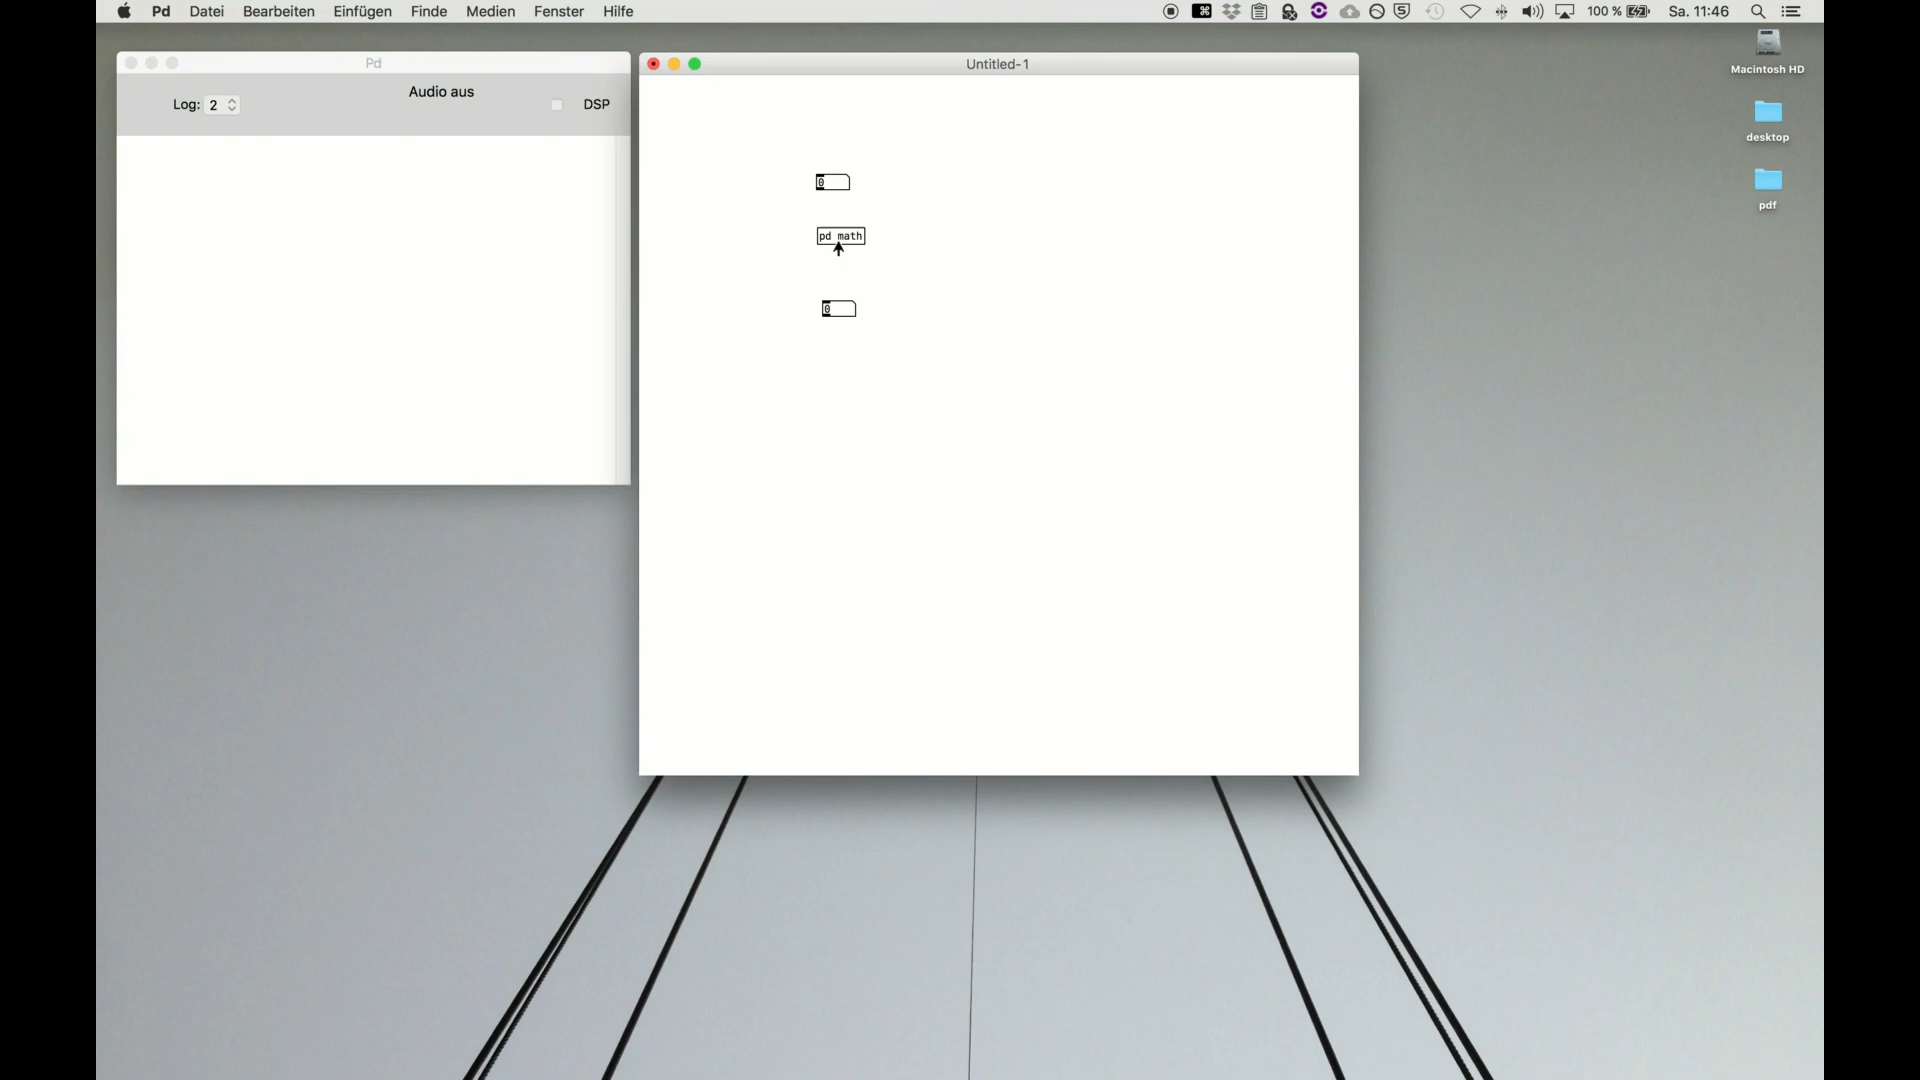 Pd Datei Bearbeiten Einfügen Finde Medien Fenster Hilfe 100 % Sa. 11:46
Macintosh HD
desktop
pdf
Pd
Log: 2 Audio aus DSP
Untitled-1
0
pd math
0